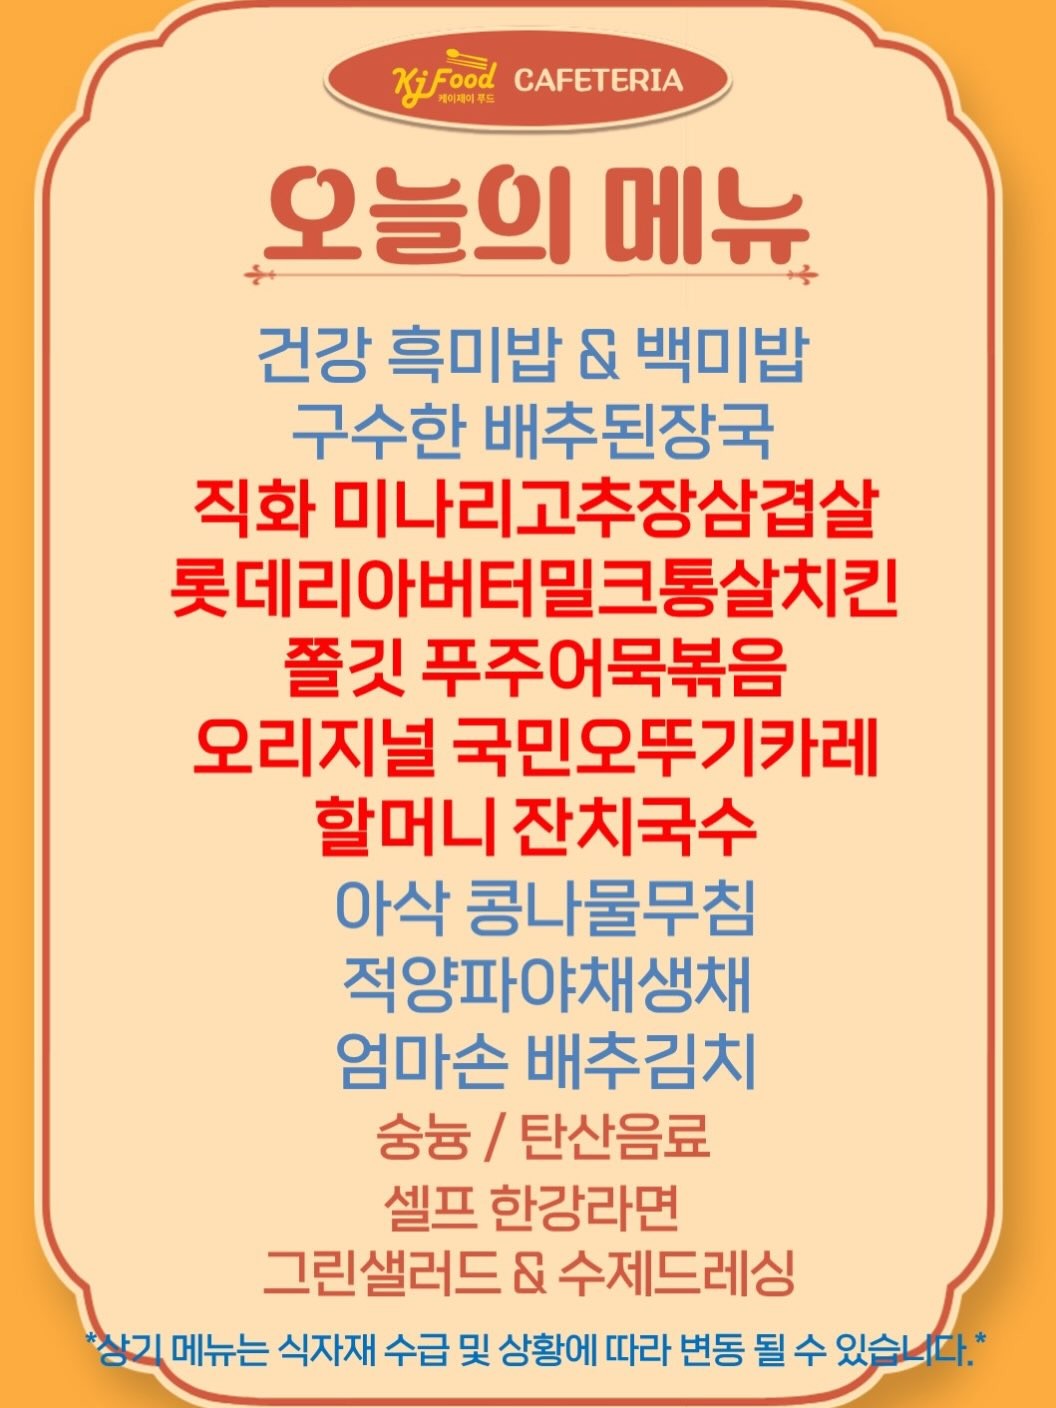 KjFood 케이제이 푸드 CAFETERIA
오늘의 메뉴
건강 흑미밥 & 백미밥
구수한 배추된장국
직화 미나리고추장삼겹살
롯데리아버터밀크통살치킨
쫄깃 푸주어묵볶음
오리지널 국민오뚜기카레
할머니 잔치국수
아삭 콩나물무침
적양파야채생채
엄마손 배추김치
숭늉 / 탄산음료
셀프 한강라면
그린샐러드 & 수제드레싱
*상기 메뉴는 식자재 수급 및 상황에 따라 변동 될 수 있습니다.*